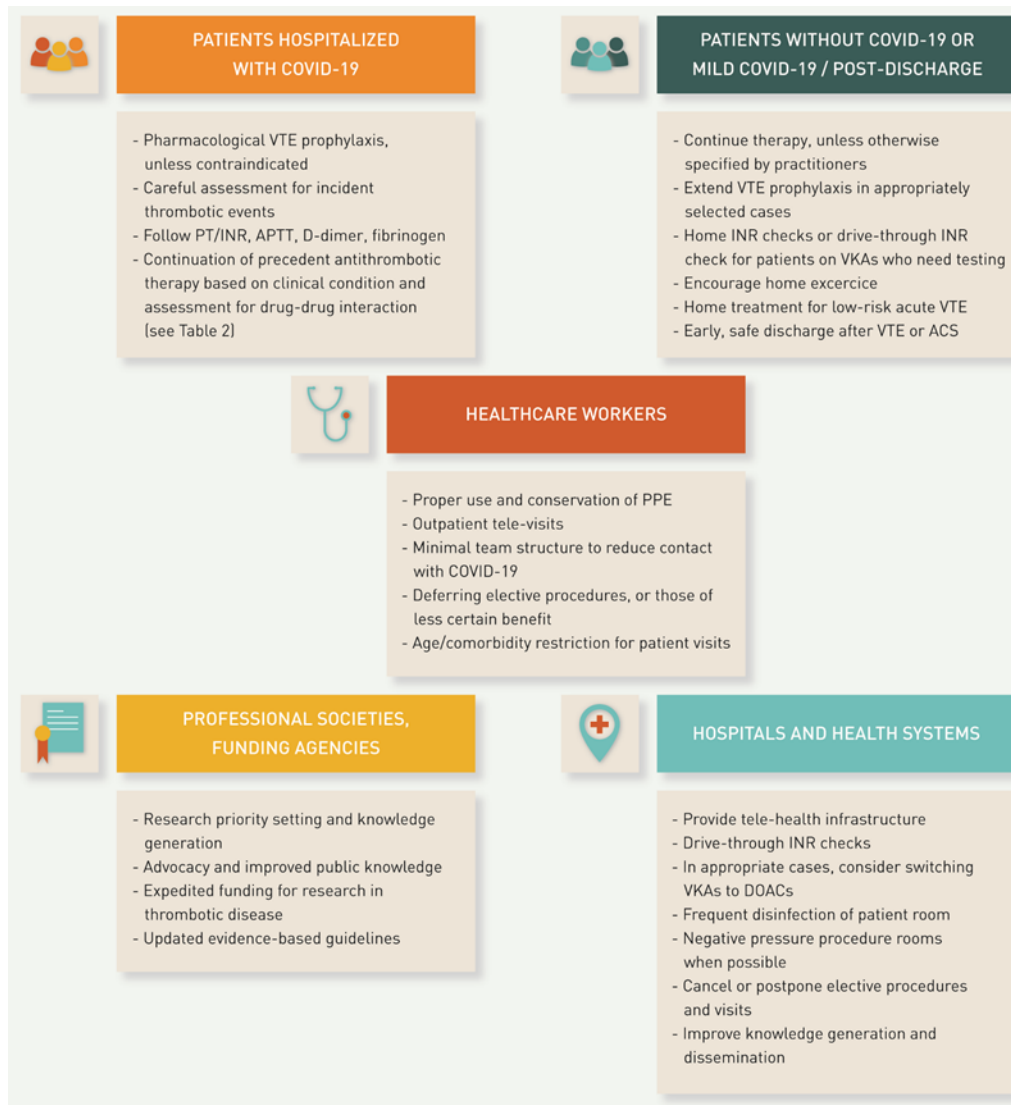 PATIENTS HOSPITALIZED
WITH COVID-19
- Pharmacological VTE prophylaxis,
unless contraindicated
- Careful assessment for incident
thrombotic events
- Follow PT/INR, APTT, D-dimer, fibrinogen
- Continuation of precedent antithrombotic
therapy based on clinical condition and
assessment for drug-drug interaction
(see Table 2)
PATIENTS WITHOUT COVID-19 OR
MILD COVID-19 / POST-DISCHARGE
- Continue therapy, unless otherwise
specified by practitioners
- Extend VTE prophylaxis in appropriately
selected cases
- Home INR checks or drive-through INR
check for patients on VKAs who need testing
- Encourage home excercice
- Home treatment for low-risk acute VTE
- Early, safe discharge after VTE or ACS
HEALTHCARE WORKERS
- Proper use and conservation of PPE
- Outpatient tele-visits
- Minimal team structure to reduce contact
with COVID-19
- Deferring elective procedures, or those of
less certain benefit
- Age/comorbidity restriction for patient visits
PROFESSIONAL SOCIETIES,
FUNDING AGENCIES
- Research priority setting and knowledge
generation
- Advocacy and improved public knowledge
- Expedited funding for research in
thrombotic disease
- Updated evidence-based guidelines
HOSPITALS AND HEALTH SYSTEMS
- Provide tele-health infrastructure
- Drive-through INR checks
- In appropriate cases, consider switching
VKAs to DOACs
- Frequent disinfection of patient room
- Negative pressure procedure rooms
when possible
- Cancel or postpone elective procedures
and visits
- Improve knowledge generation and
dissemination